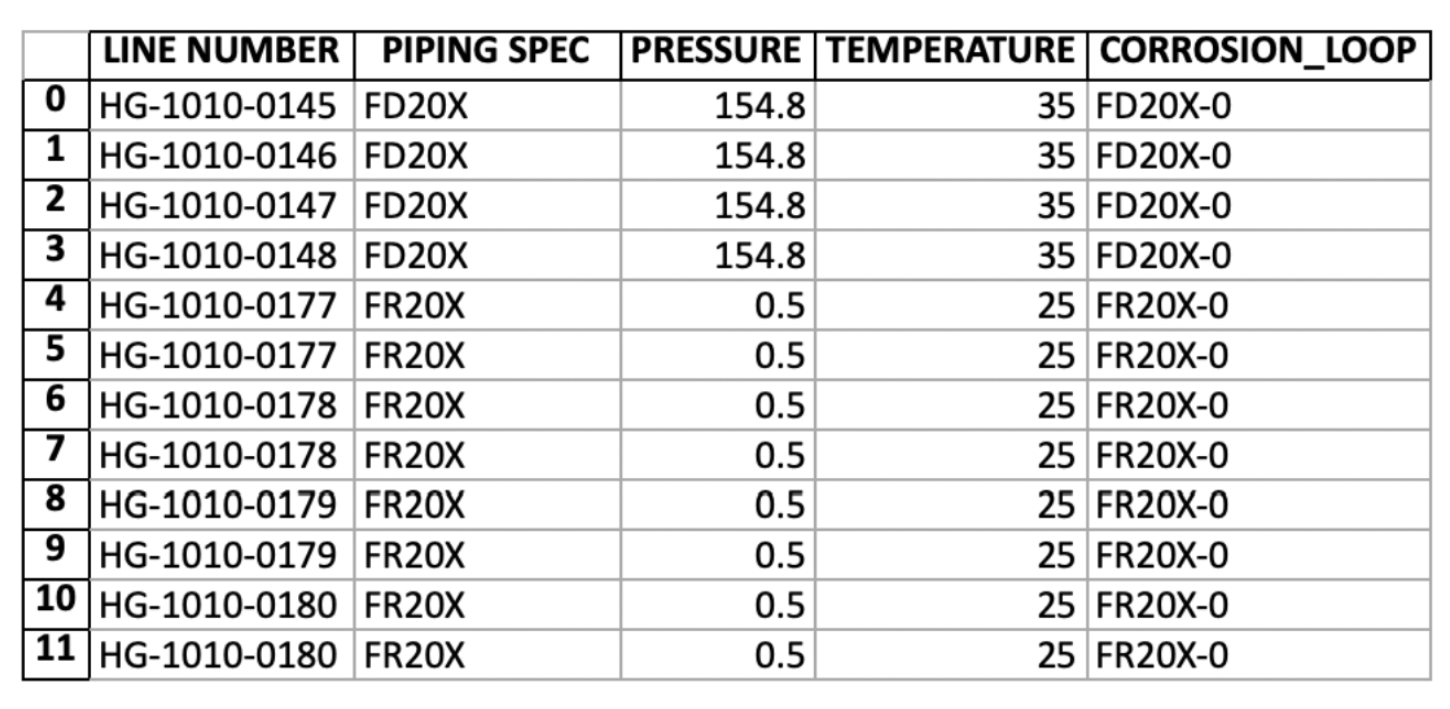 LINE NUMBER PIPING SPEC PRESSURE TEMPERATURE CORROSION_LOOP
0 HG-1010-0145 FD20X 154.8 35 FD20X-0
1 HG-1010-0146 FD20X 154.8 35 FD20X-0
2 HG-1010-0147 FD20X 154.8 35 FD20X-0
3 HG-1010-0148 FD20X 154.8 35 FD20X-0
4 HG-1010-0177 FR20X 0.5 25 FR20X-0
5 HG-1010-0177 FR20X 0.5 25 FR20X-0
6 HG-1010-0178 FR20X 0.5 25 FR20X-0
7 HG-1010-0178 FR20X 0.5 25 FR20X-0
8 HG-1010-0179 FR20X 0.5 25 FR20X-0
9 HG-1010-0179 FR20X 0.5 25 FR20X-0
10 HG-1010-0180 FR20X 0.5 25 FR20X-0
11 HG-1010-0180 FR20X 0.5 25 FR20X-0